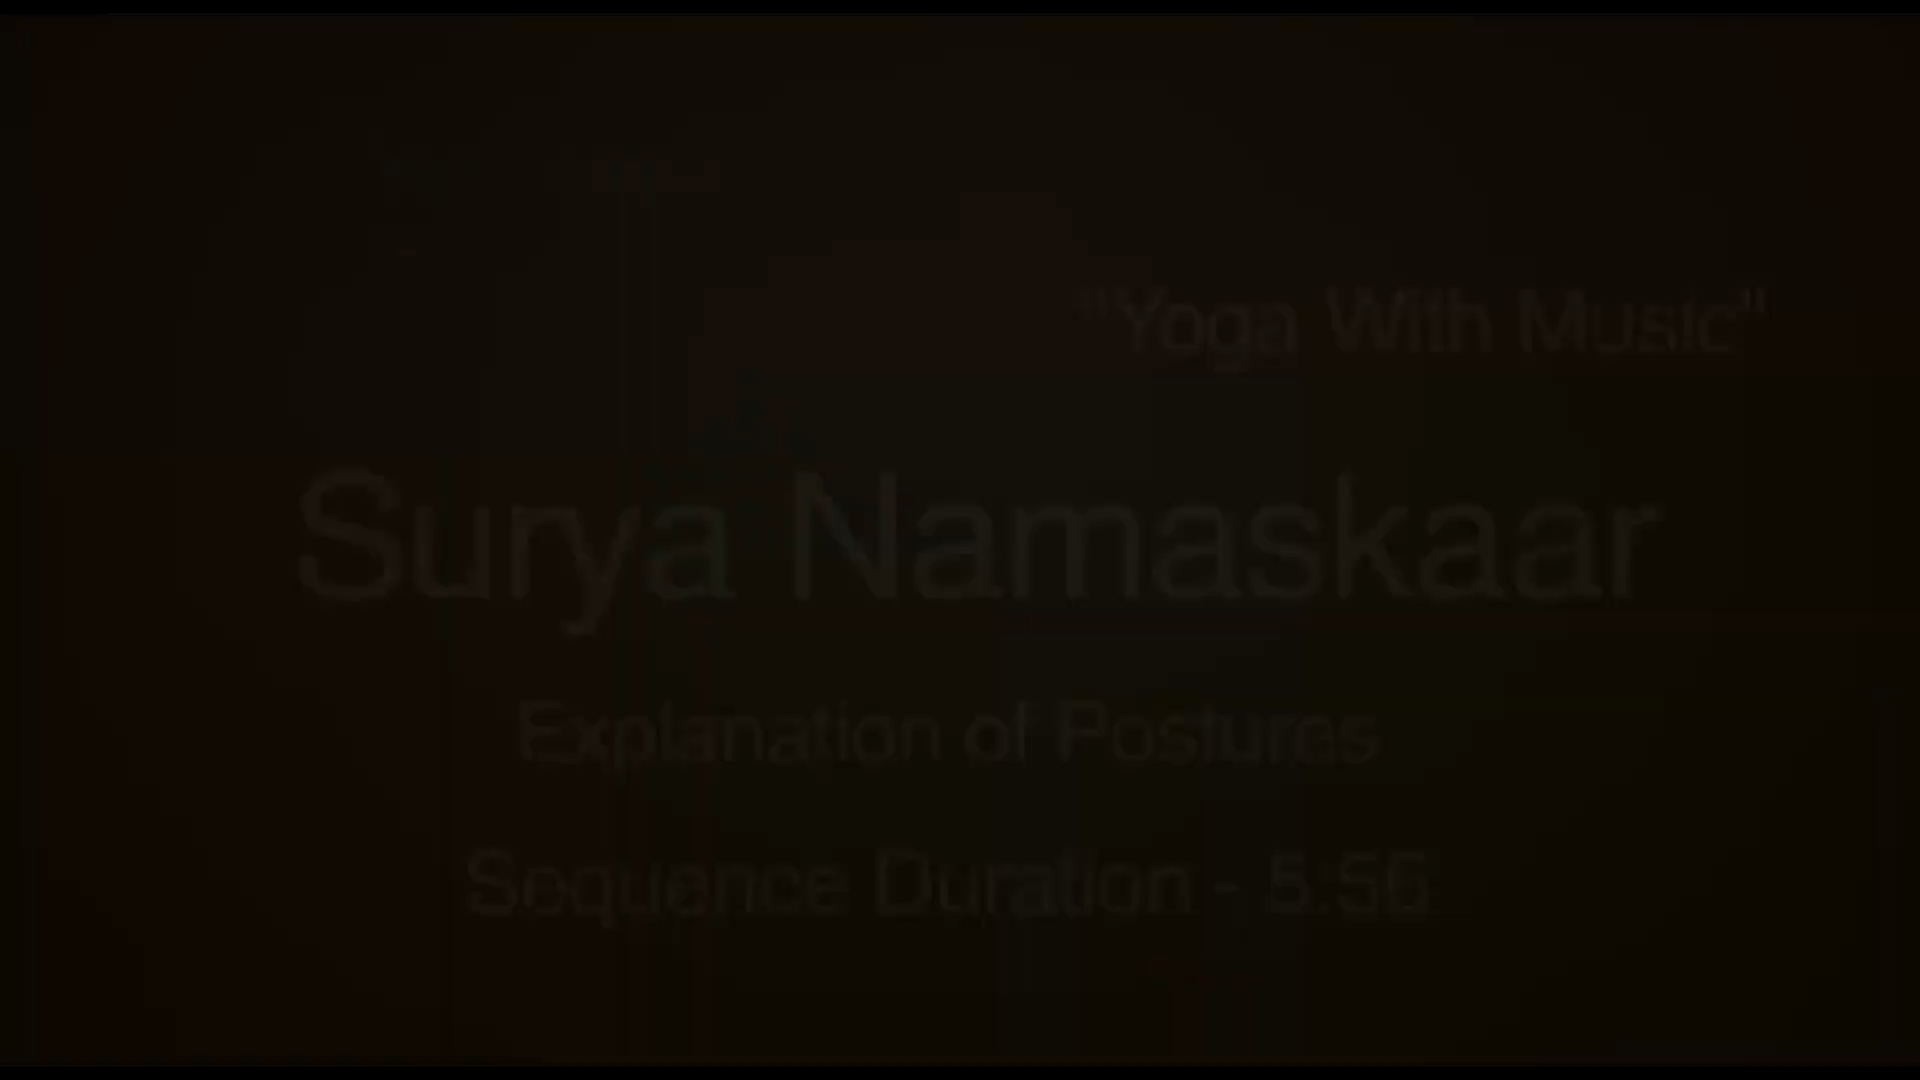 "Yoga With Music"
Surya Namaskaar
Explanation of Postures
Sequence Duration - 5:56